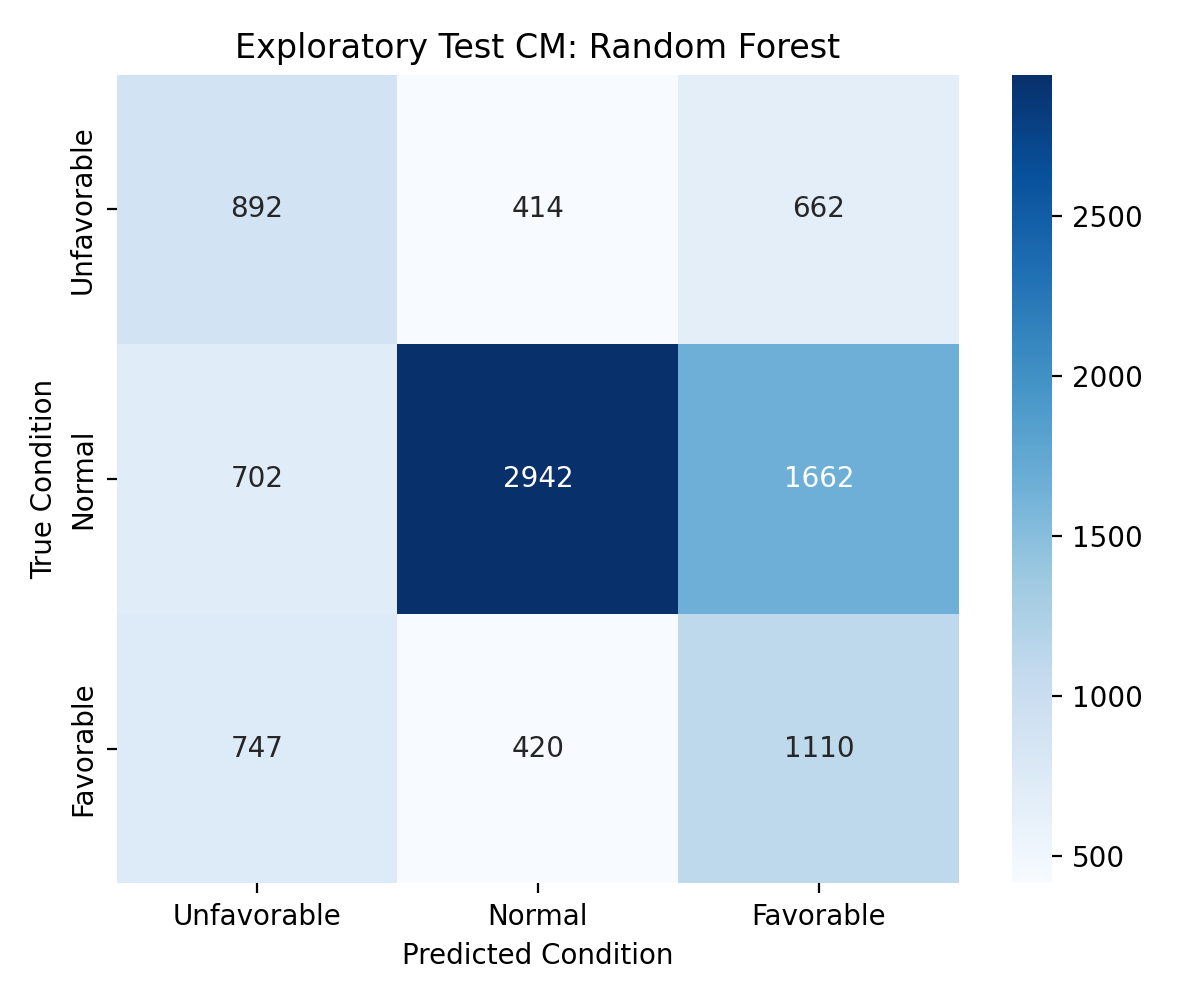 Exploratory Test CM: Random Forest
True Condition
Unfavorable
892 414 662
Normal
702 2942 1662
Favorable
747 420 1110
Unfavorable Normal Favorable
Predicted Condition
2500
2000
1500
1000
500